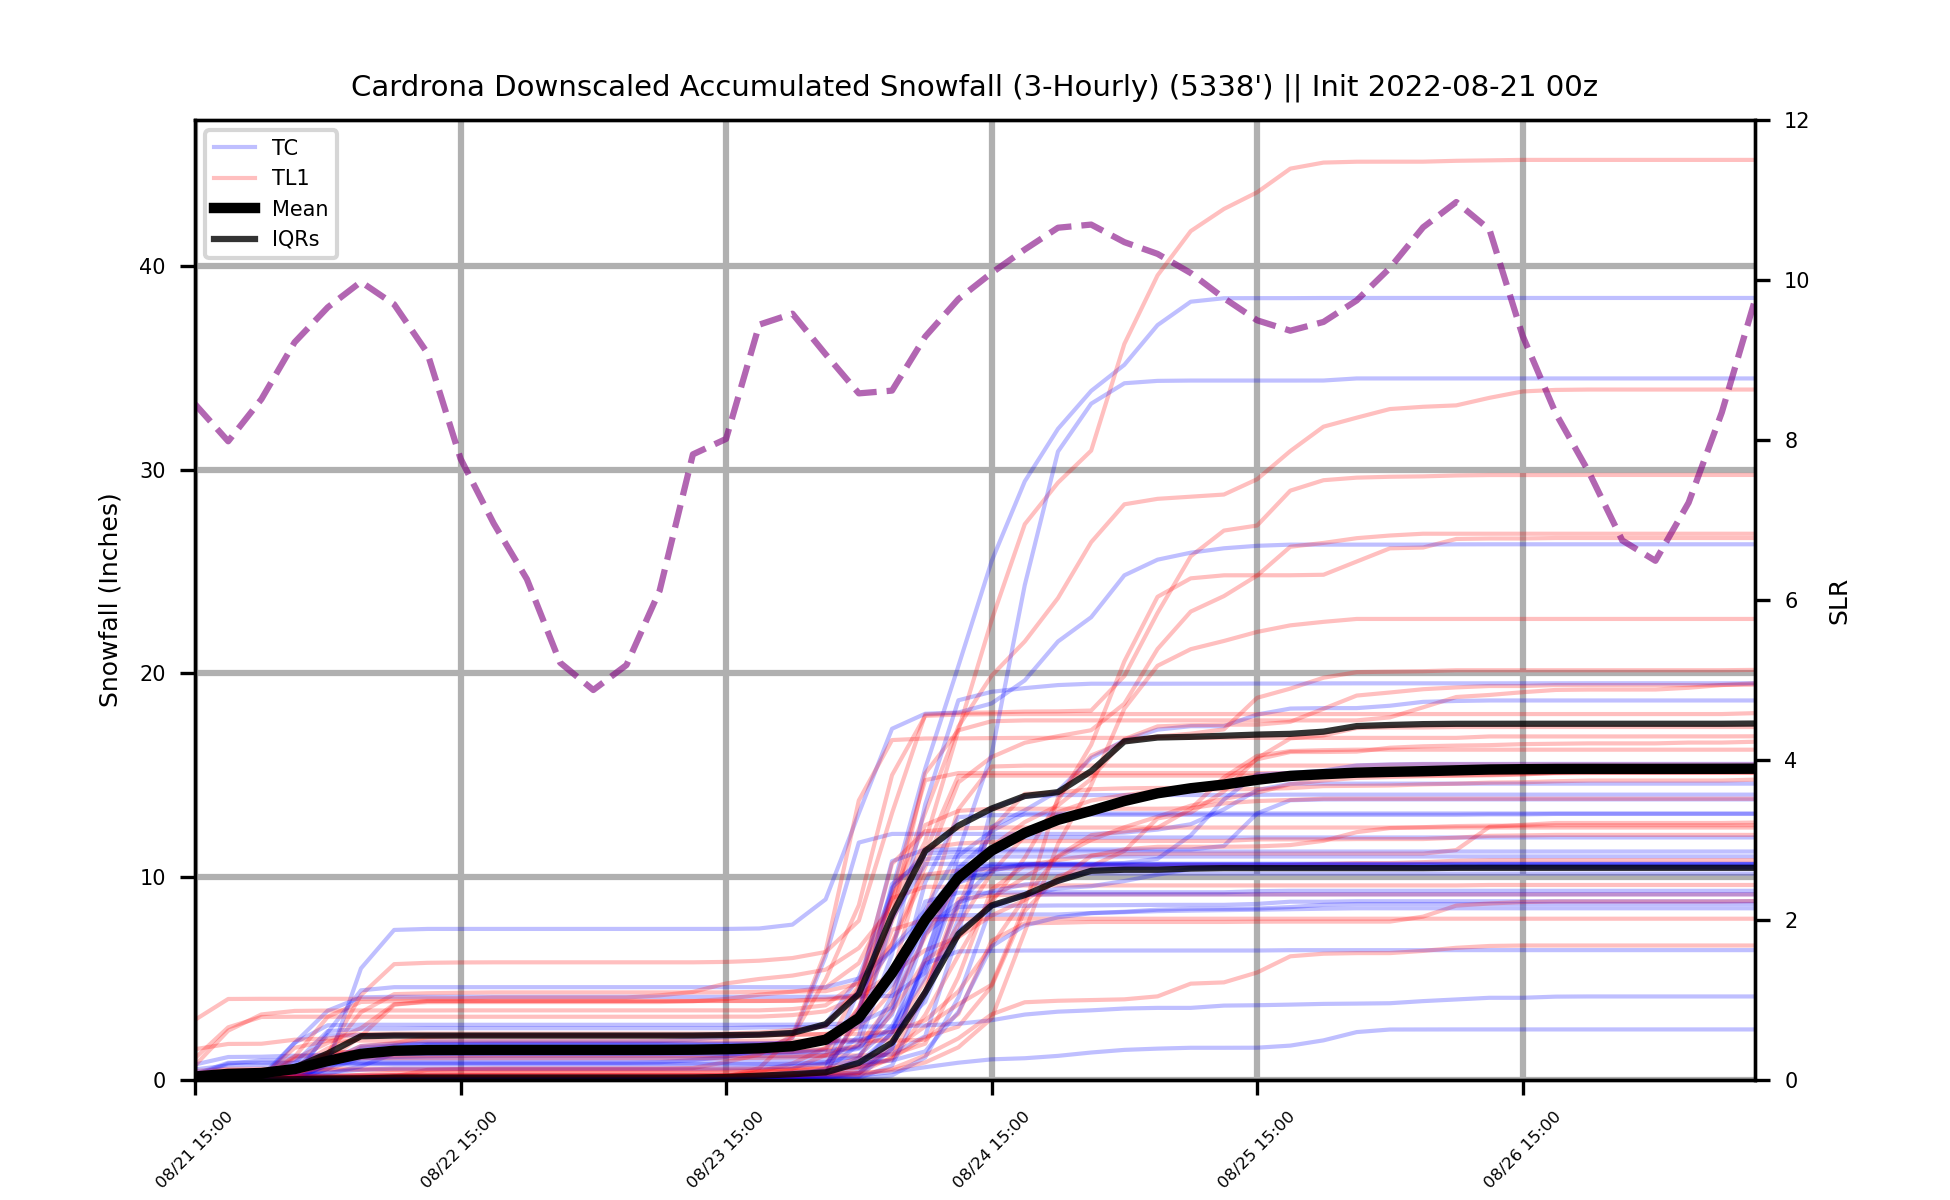 Cardrona Downscaled Accumulated Snowfall (3-Hourly) (5338') || Init 2022-08-21 00z
TC
TL1
Mean
IQRs
Snowfall (Inches)
40
30
20
10
0
12
10
8
6
4
2
0
SLR
08/21 15:00
08/22 15:00
08/23 15:00
08/24 15:00
08/25 15:00
08/26 15:00